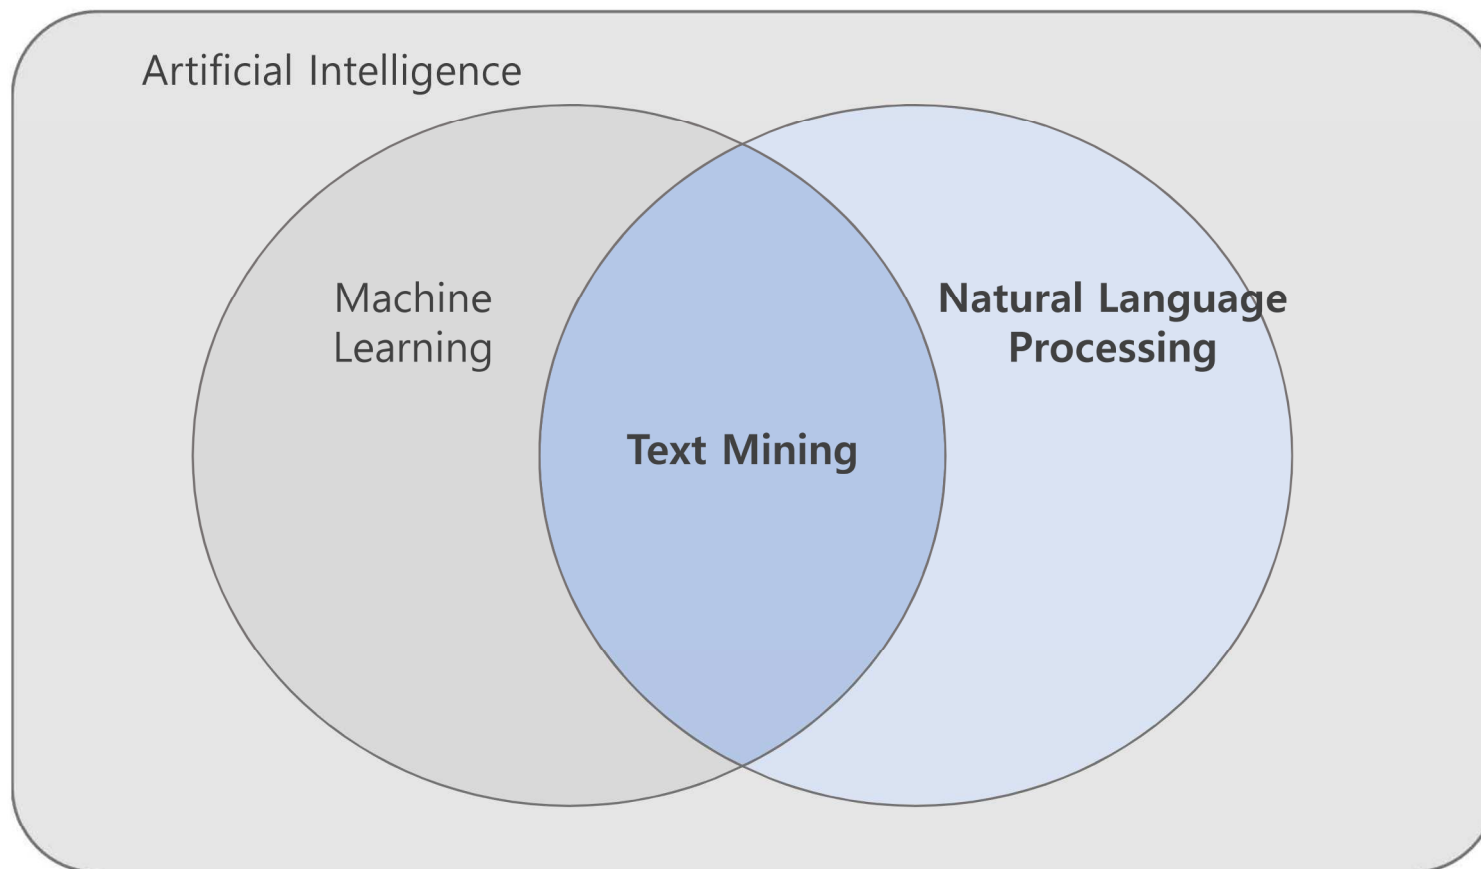 Artificial Intelligence
Machine
Learning
Natural Language
Processing
Text Mining